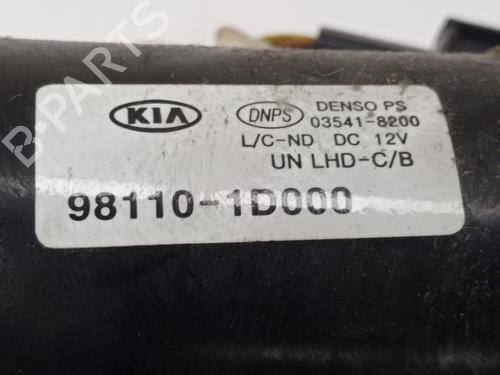 KIA
DNPS
DENSO PS
03541-8200
L/C-ND DC 12V
UN LHD-C/B
98110-1D000
B-PARTS